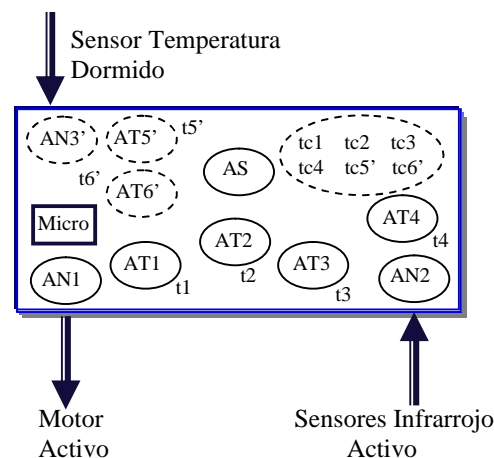 Sensor Temperatura
Dormido
AN3' AT5' t5' tc1 tc2 tc3
tc4 tc5' tc6'
t6' AT6' AS
Micro AT2 AT4
t4
AN1 AT1 t1 t2 AT3 t3 AN2
Motor
Activo
Sensores Infrarrojo
Activo